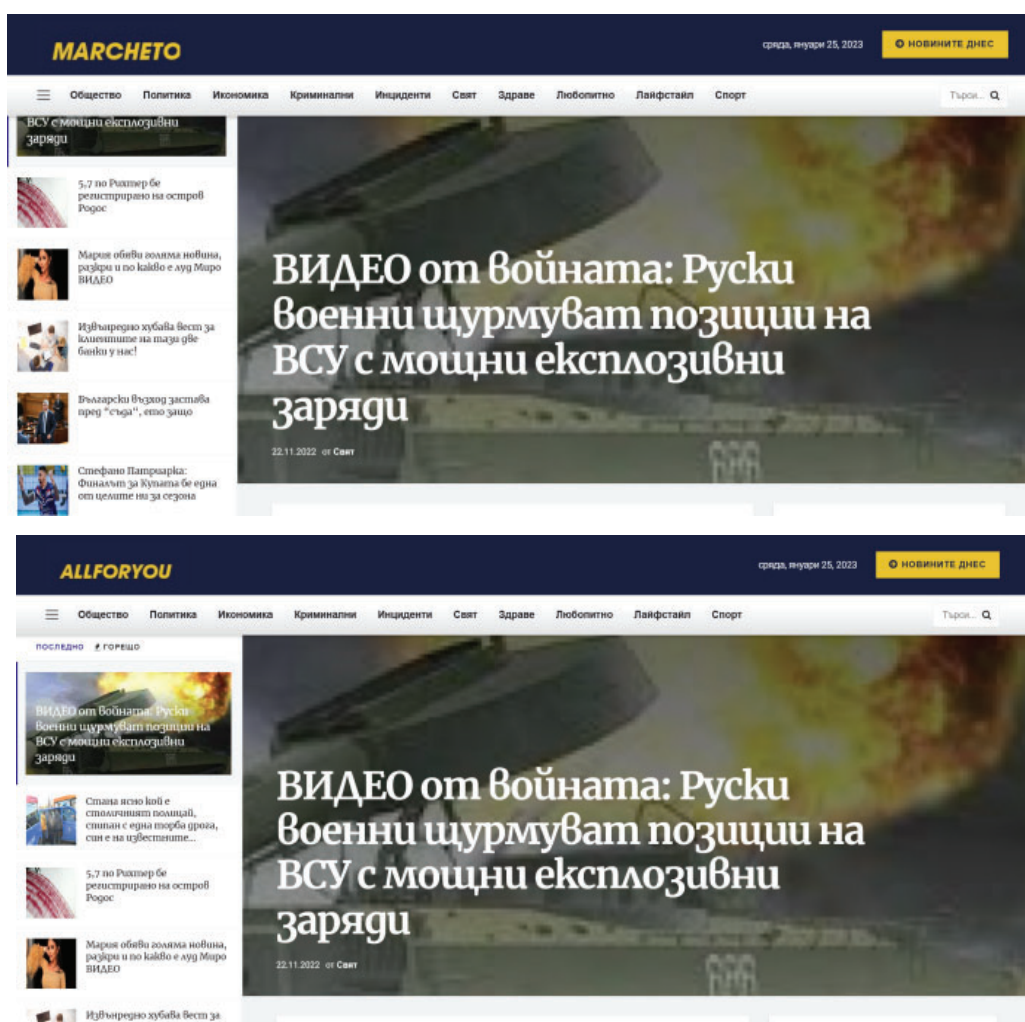 MARCHETO
сряда, януари 25, 2023
НОВИНИТЕ ДНЕС
Общество Политика Икономика Криминални Инциденти Свят Здраве Любопитно Лайфстайл Спорт
Търси...
ВСУ с мощни експлозивни
заряди
5,7 по Рихтер бе
регистрирано на остров
Родос
Мария обяви голяма новина,
разкри и по какво е луд Миро
ВИДЕО
Извънредно хубава вест за
клиентите на тази две
банки у нас!
Български възход застава
пред "съда", ето защо
Стефано Патриарка:
Финалът за Купата бе една
от целите ни за сезона
ВИДЕО от войната: Руски
военни щурмуват позиции на
ВСУ с мощни експлозивни
заряди
22.11.2022 от Свят
ALLFORYOU
сряда, януари 25, 2023
НОВИНИТЕ ДНЕС
Общество Политика Икономика Криминални Инциденти Свят Здраве Любопитно Лайфстайл Спорт
Търси...
ПОСЛЕДНО ГОРЕЩО
ВИДЕО от войната: Руски
военни щурмуват позиции на
ВСУ с мощни експлозивни
заряди
Стана ясно кой е
столичният полицай,
спипан с една торба дрога,
син е на известните...
5,7 по Рихтер бе
регистрирано на остров
Родос
Мария обяви голяма новина,
разкри и по какво е луд Миро
ВИДЕО
Извънредно хубава вест за
ВИДЕО от войната: Руски
военни щурмуват позиции на
ВСУ с мощни експлозивни
заряди
22.11.2022 от Свят